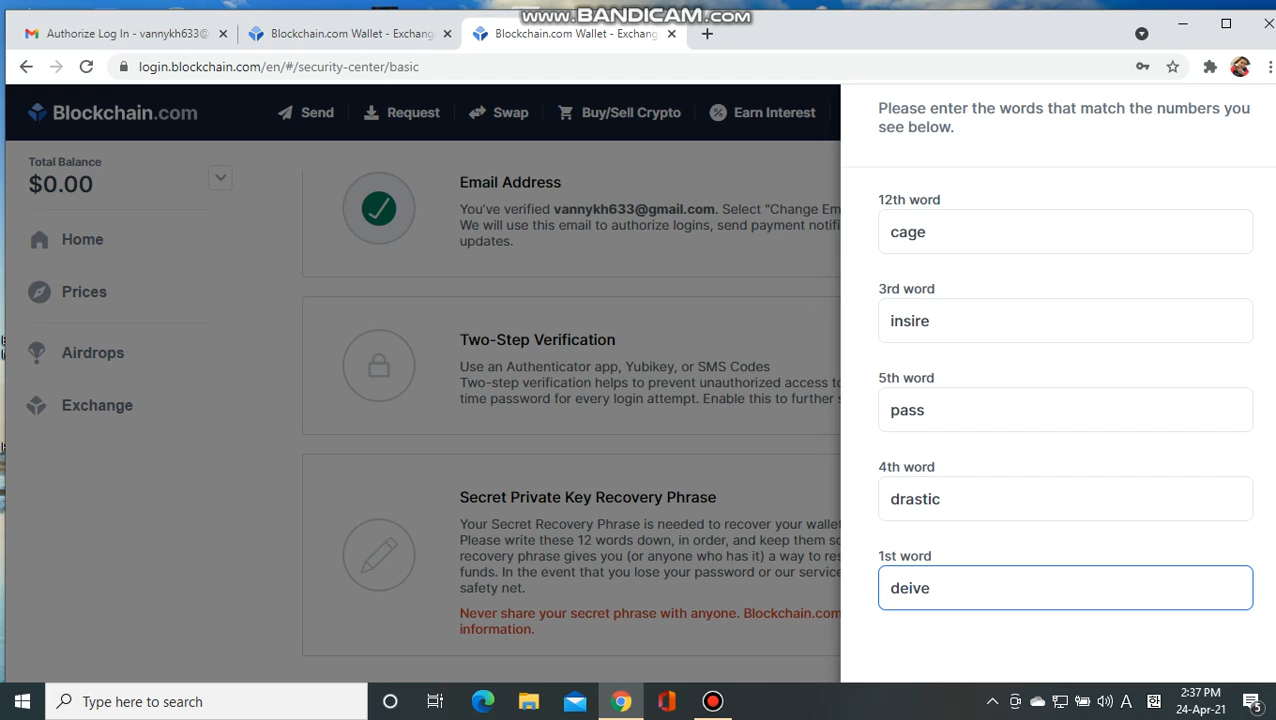 www.BANDICAM.com
Authorize Log In - vannykh633@
Blockchain.com Wallet - Exchang
Blockchain.com Wallet - Exchang
login.blockchain.com/en/#/security-center/basic
Blockchain.com
Send
Request
Swap
Buy/Sell Crypto
Earn Interest
Please enter the words that match the numbers you
see below.
Total Balance
$0.00
Home
Prices
Airdrops
Exchange
Email Address
You've verified vannykh633@gmail.com. Select "Change Em
We will use this email to authorize logins, send payment notifi
updates.
Two-Step Verification
Use an Authenticator app, Yubikey, or SMS Codes
Two-step verification helps to prevent unauthorized access to
time password for every login attempt. Enable this to further s
Secret Private Key Recovery Phrase
Your Secret Recovery Phrase is needed to recover your wallet
Please write these 12 words down, in order, and keep them so
recovery phrase gives you (or anyone who has it) a way to res
funds. In the event that you lose your password or our service
safety net.
Never share your secret phrase with anyone. Blockchain.com
information.
12th word
cage
3rd word
insire
5th word
pass
4th word
drastic
1st word
deive
Type here to search
A
2:37 PM
24-Apr-21
5